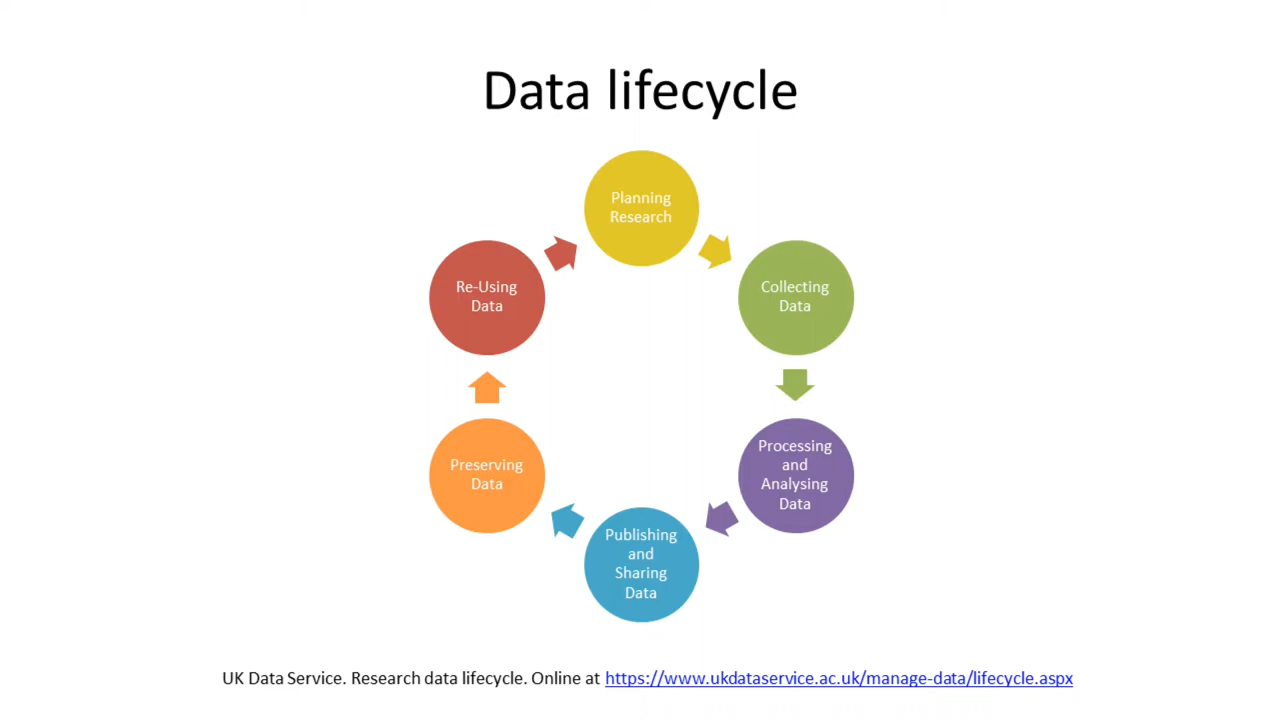 Data lifecycle
Planning
Research
Collecting
Data
Processing
and
Analysing
Data
Publishing
and
Sharing
Data
Preserving
Data
Re-Using
Data
UK Data Service. Research data lifecycle. Online at https://www.ukdataservice.ac.uk/manage-data/lifecycle.aspx